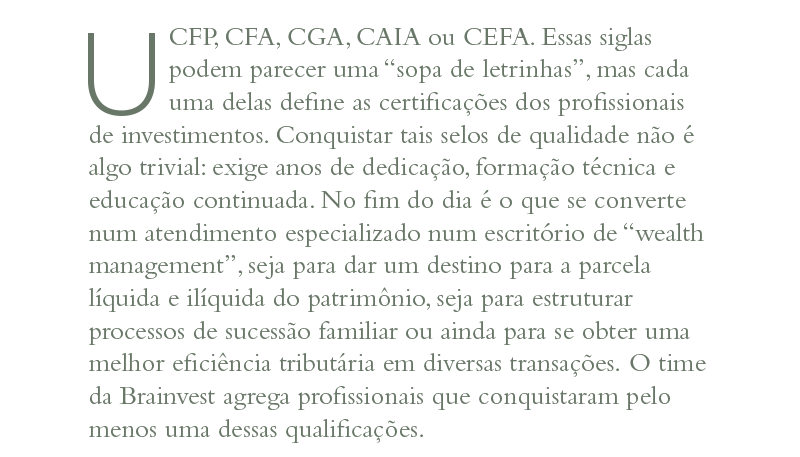 U CFP, CFA, CGA, CAIA ou CEFA. Essas siglas
podem parecer uma “sopa de letrinhas”, mas cada
uma delas define as certificações dos profissionais
de investimentos. Conquistar tais selos de qualidade não é
algo trivial: exige anos de dedicação, formação técnica e
educação continuada. No fim do dia é o que se converte
num atendimento especializado num escritório de “wealth
management”, seja para dar um destino para a parcela
líquida e ilíquida do patrimônio, seja para estruturar
processos de sucessão familiar ou ainda para se obter uma
melhor eficiência tributária em diversas transações. O time
da Brainvest agrega profissionais que conquistaram pelo
menos uma dessas qualificações.